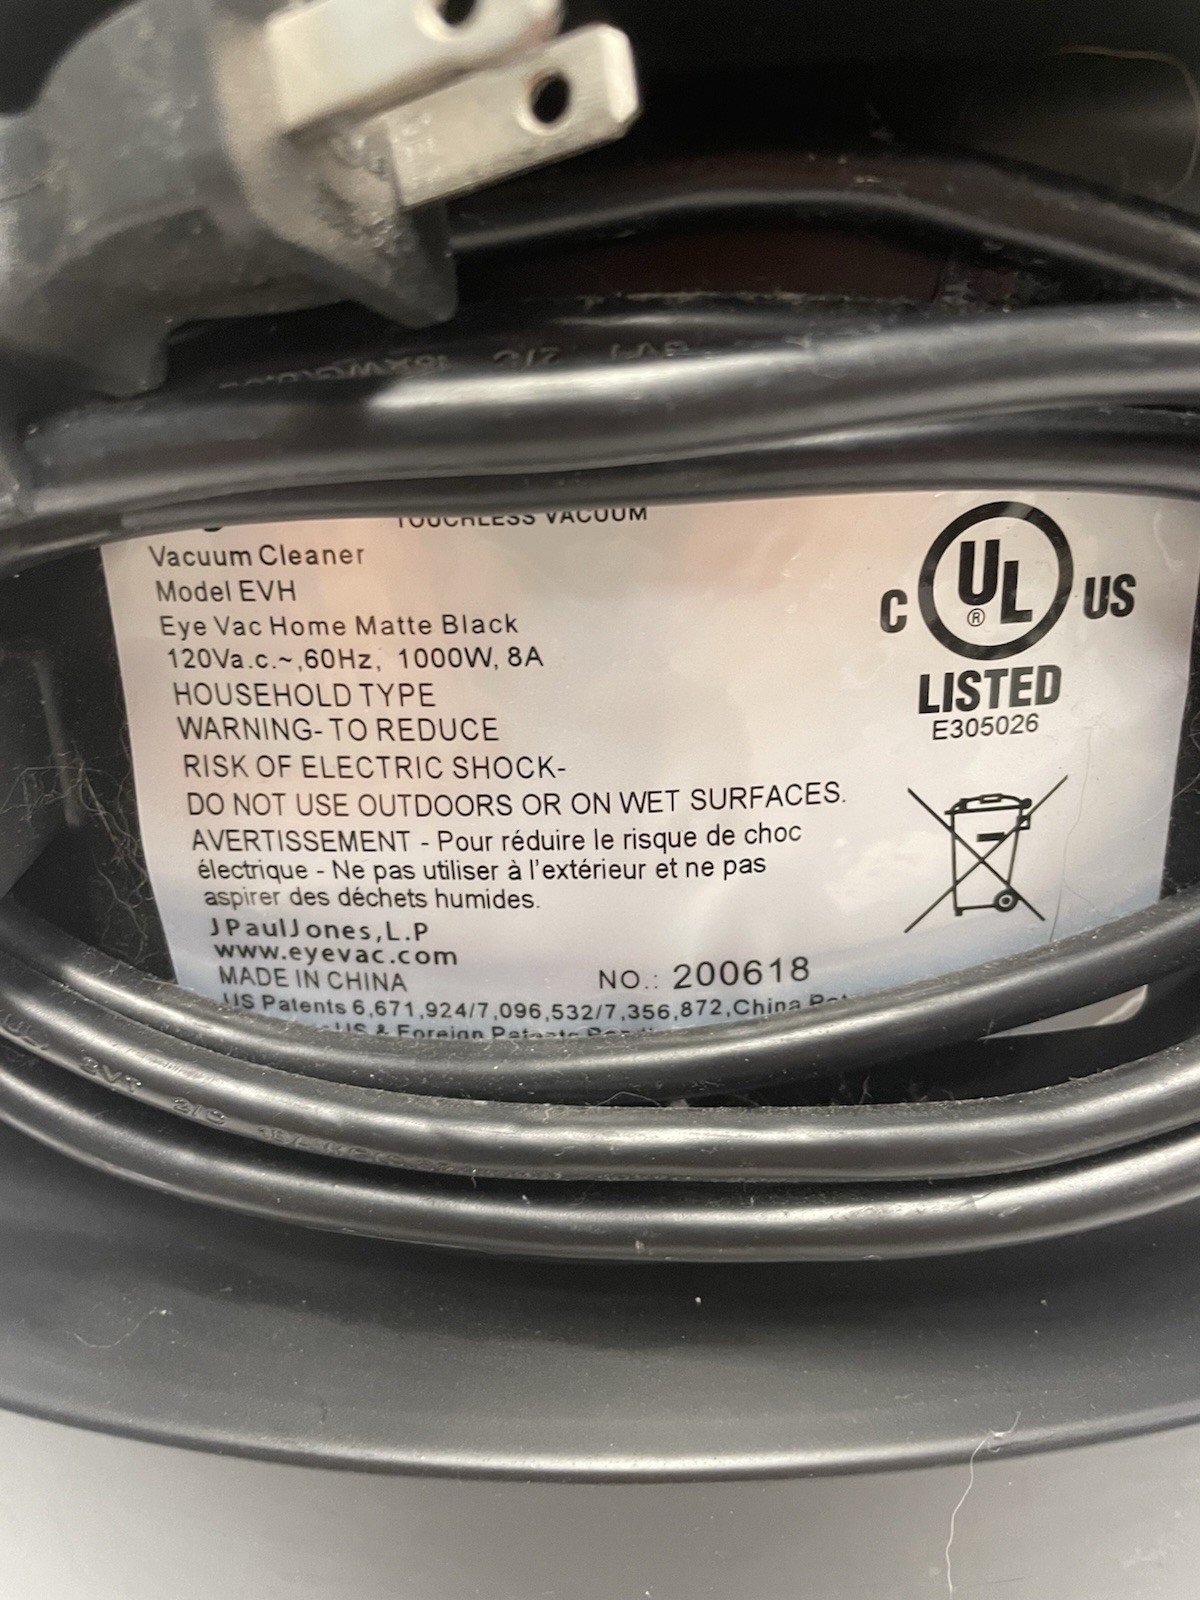 TOUCHLESS VACUUM
Vacuum Cleaner
Model EVH
Eye Vac Home Matte Black
120Va.c.~,60Hz, 1000W, 8A
HOUSEHOLD TYPE
WARNING- TO REDUCE
RISK OF ELECTRIC SHOCK-
DO NOT USE OUTDOORS OR ON WET SURFACES.
AVERTISSEMENT - Pour réduire le risque de choc
électrique - Ne pas utiliser à l'extérieur et ne pas
aspirer des déchets humides.
JPaulJones,L.P
www.eyevac.com
MADE IN CHINA
NO.: 200618
US Patents 6,671,924/7,096,532/7,356,872,China
US & Foreign Patents
C UL ® US
LISTED
E305026